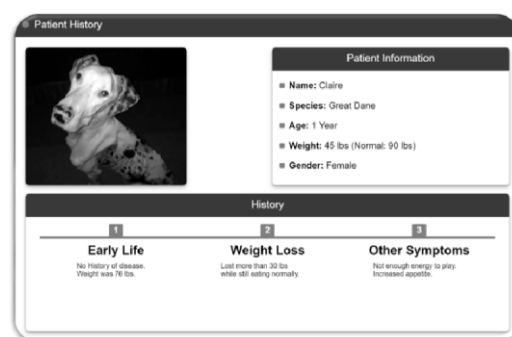 Patient History
Patient Information
Name: Claire
Species: Great Dane
Age: 1 Year
Weight: 45 lbs (Normal: 90 lbs)
Gender: Female
History
1
Early Life
No History of disease.
Weight was 76 lbs.
2
Weight Loss
Lost more than 30 lbs
while still eating normally.
3
Other Symptoms
Not enough energy to play.
Increased appetite.